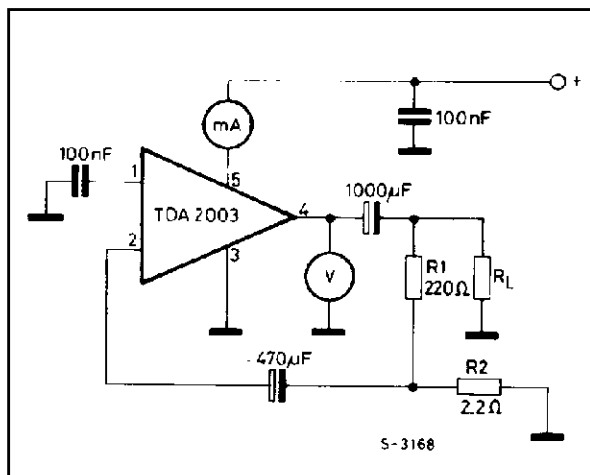 +
mA
100nF
100nF
1
5
1000µF
TDA 2003
4
2
3
V
R1
220Ω
RL
-470µF
R2
2.2Ω
S-3168